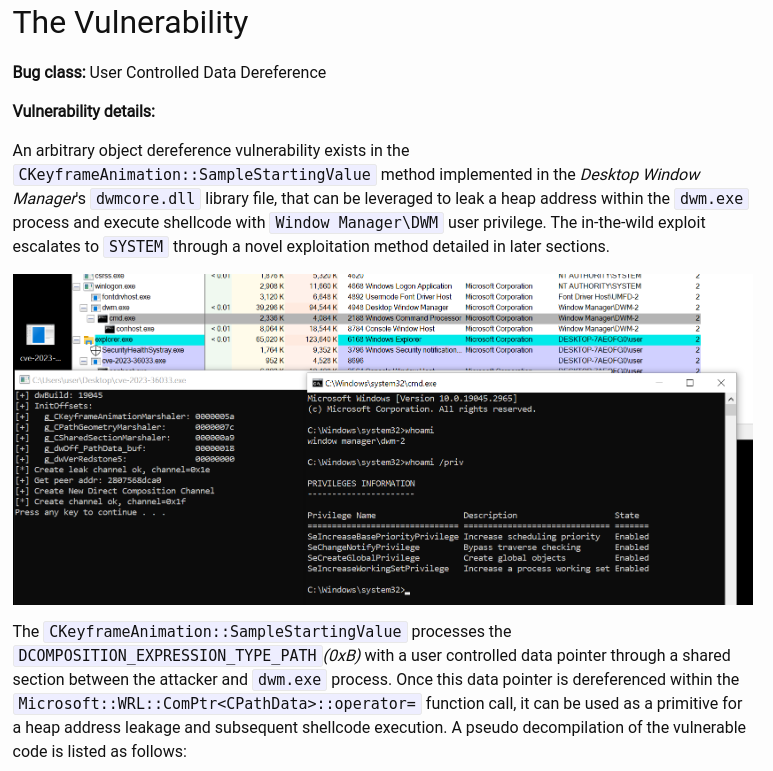 The Vulnerability
Bug class: User Controlled Data Dereference
Vulnerability details:
An arbitrary object dereference vulnerability exists in the
CKeyframeAnimation::SampleStartingValue method implemented in the Desktop Window
Manager's dwmcore.dll library file, that can be leveraged to leak a heap address within the dwm.exe
process and execute shellcode with Window Manager\DWM user privilege. The in-the-wild exploit
escalates to SYSTEM through a novel exploitation method detailed in later sections.
csrss.exe < 0.01 1,876 K 5,320 K 4620 NT AUTHORITY\SYSTEM 2
winlogon.exe 2,908 K 11,660 K 4668 Windows Logon Application Microsoft Corporation NT AUTHORITY\SYSTEM 2
fontdrvhost.exe 3,120 K 6,648 K 4892 Usermode Font Driver Host Microsoft Corporation Font Driver Host\UMFD-2 2
dwm.exe < 0.01 39,296 K 94,544 K 4948 Desktop Window Manager Microsoft Corporation Window Manager\DWM-2 2
cmd.exe 2,336 K 4,084 K 2188 Windows Command Processor Microsoft Corporation Window Manager\DWM-2 2
conhost.exe < 0.01 8,064 K 18,544 K 8784 Console Window Host Microsoft Corporation Window Manager\DWM-2 2
explorer.exe < 0.01 65,020 K 123,640 K 6168 Windows Explorer Microsoft Corporation DESKTOP-7AEOFG0\user 2
SecurityHealthSystray.exe 1,764 K 9,352 K 3796 Windows Security notification... Microsoft Corporation DESKTOP-7AEOFG0\user 2
cve-2023-36033.exe 952 K 4,528 K 8896 DESKTOP-7AEOFG0\user 2
cve-2023-...
C:\Users\user\Desktop\cve-2023-36033.exe
[+] dwBuild: 19045
[+] InitOffsets:
[+] g_CKeyframeAnimationMarshaler: 0000005a
[+] g_CPathGeometryMarshaler: 0000007c
[+] g_CSharedSectionMarshaler: 000000a9
[+] g_dwOff_PathData_buf: 00000018
[+] g_dwVerRedstone5: 00000000
[*] Create leak channel ok, channel=0x1e
[+] Get peer addr: 2807568dca0
[+] Create New Direct Composition Channel
[*] Create channel ok, channel=0x1f
Press any key to continue . . .
C:\Windows\system32\cmd.exe
Microsoft Windows [Version 10.0.19045.2965]
(c) Microsoft Corporation. All rights reserved.
C:\Windows\system32>whoami
window manager\dwm-2
C:\Windows\system32>whoami /priv
PRIVILEGES INFORMATION
----------------------
Privilege Name Description State
============================= ============================== =======
SeIncreaseBasePriorityPrivilege Increase scheduling priority Enabled
SeChangeNotifyPrivilege Bypass traverse checking Enabled
SeCreateGlobalPrivilege Create global objects Enabled
SeIncreaseWorkingSetPrivilege Increase a process working set Enabled
C:\Windows\system32>
The CKeyframeAnimation::SampleStartingValue processes the
DCOMPOSITION_EXPRESSION_TYPE_PATH (0xB) with a user controlled data pointer through a shared
section between the attacker and dwm.exe process. Once this data pointer is dereferenced within the
Microsoft::WRL::ComPtr<CPathData>::operator= function call, it can be used as a primitive for
a heap address leakage and subsequent shellcode execution. A pseudo decompilation of the vulnerable
code is listed as follows: